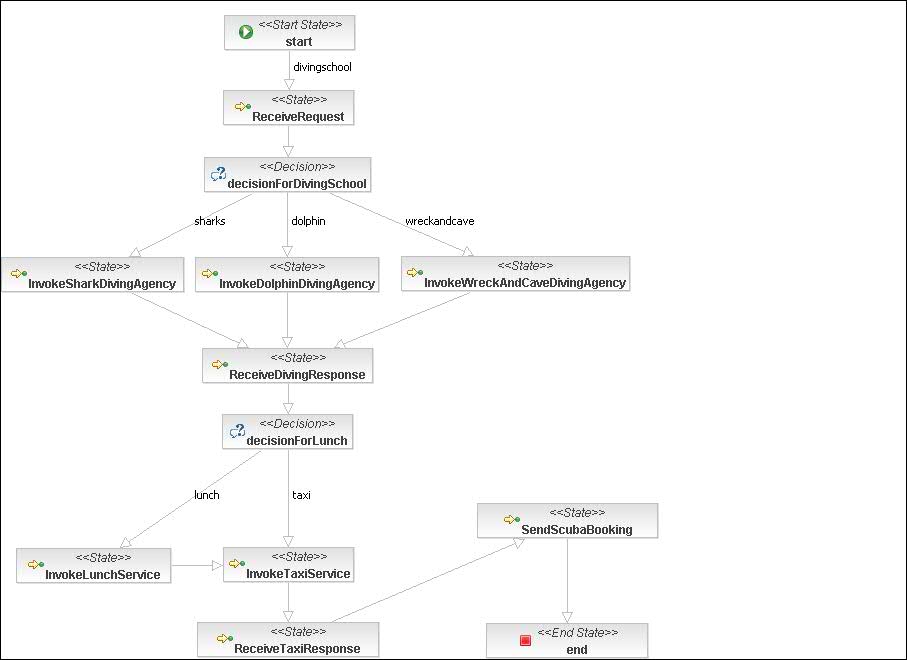 <<Start State>>
start
divingschool
<<State>>
ReceiveRequest
<<Decision>>
decisionForDivingSchool
sharks
dolphin
wreckandcave
<<State>>
InvokeSharkDivingAgency
<<State>>
InvokeDolphinDivingAgency
<<State>>
InvokeWreckAndCaveDivingAgency
<<State>>
ReceiveDivingResponse
<<Decision>>
decisionForLunch
lunch
taxi
<<State>>
SendScubaBooking
<<State>>
InvokeLunchService
<<State>>
InvokeTaxiService
<<State>>
ReceiveTaxiResponse
<<End State>>
end